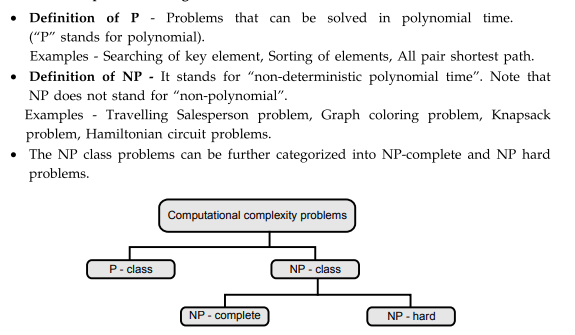 • Definition of P - Problems that can be solved in polynomial time.
("P" stands for polynomial).
Examples - Searching of key element, Sorting of elements, All pair shortest path.
• Definition of NP - It stands for "non-deterministic polynomial time". Note that
NP does not stand for "non-polynomial".
Examples - Travelling Salesperson problem, Graph coloring problem, Knapsack
problem, Hamiltonian circuit problems.
• The NP class problems can be further categorized into NP-complete and NP hard
problems.
Computational complexity problems
P - class
NP - class
NP - complete
NP - hard